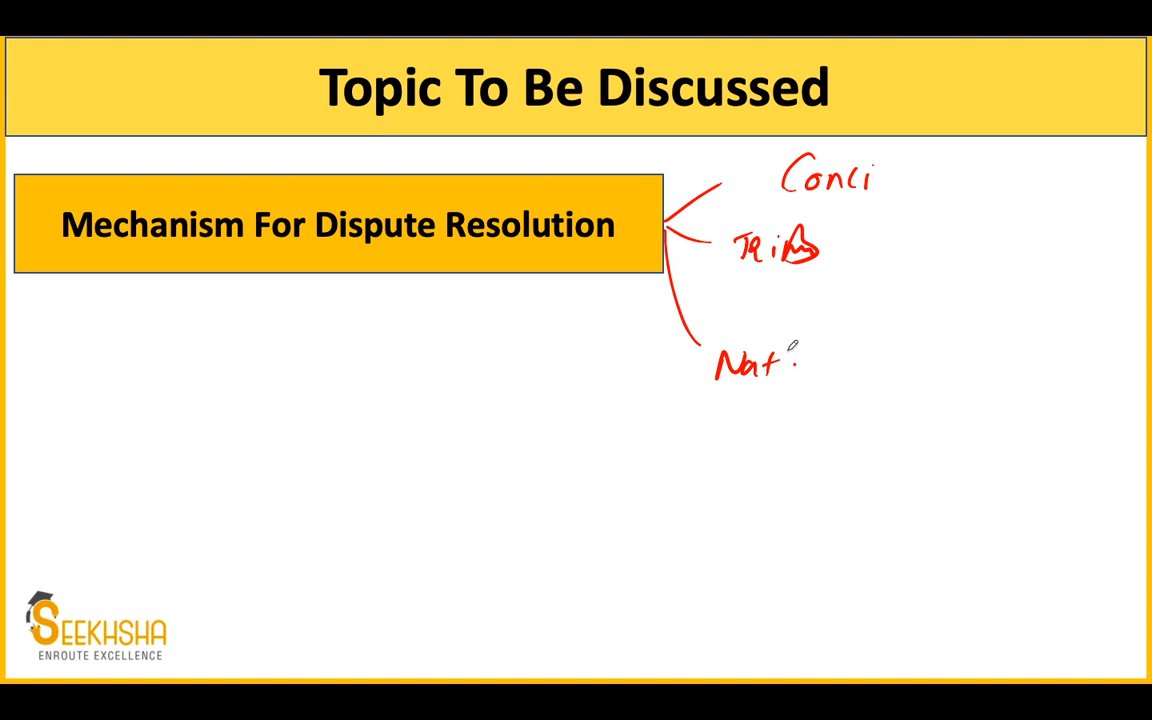 Topic To Be Discussed
Mechanism For Dispute Resolution
Conci
Nat
SEEKHSHA
ENROUTE EXCELLENCE